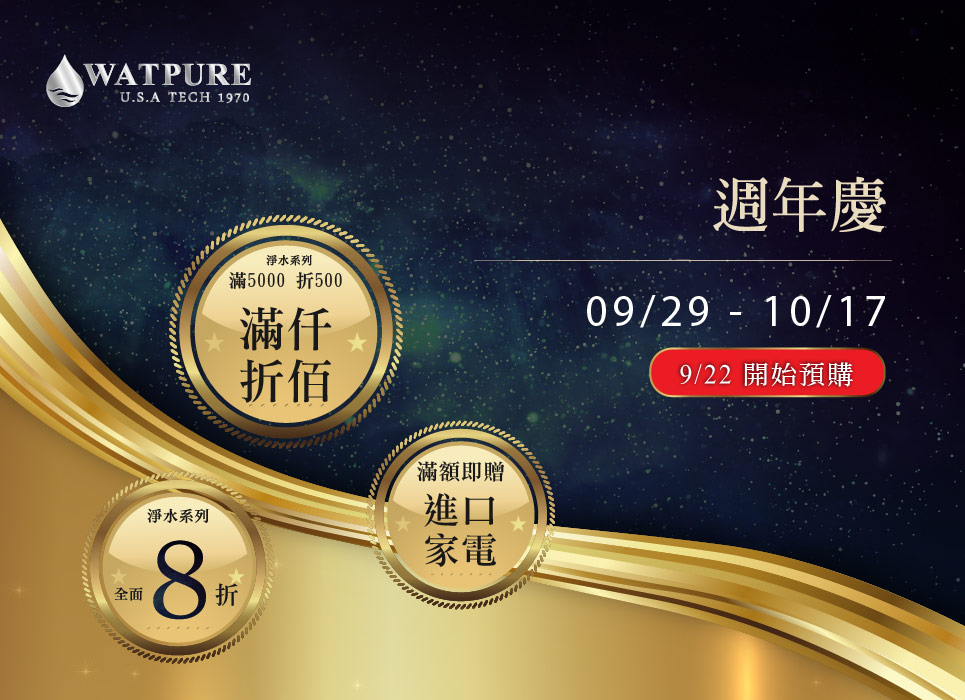 WATPURE
U.S.A TECH 1970
週年慶
09/29 - 10/17
9/22 開始預購
淨水系列
滿5000 折500
滿仟
折佰
滿額即贈
進口
家電
淨水系列
全面 8 折